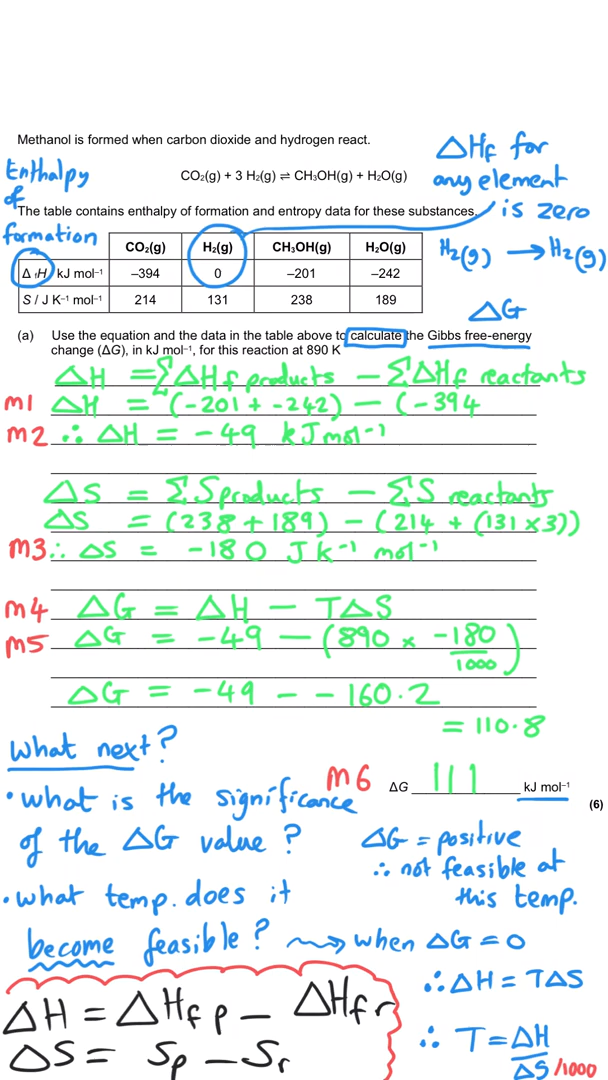 Methanol is formed when carbon dioxide and hydrogen react.
Enthalpy of formation
CO₂(g) + 3 H₂(g) ⇌ CH₃OH(g) + H₂O(g)
ΔHf for any element is zero
H₂(g) → H₂(g)
The table contains enthalpy of formation and entropy data for these substances.
CO₂(g) H₂(g) CH₃OH(g) H₂O(g)
ΔfH / kJ mol⁻¹ –394 0 –201 –242
S / J K⁻¹ mol⁻¹ 214 131 238 189
ΔG
(a) Use the equation and the data in the table above to calculate the Gibbs free-energy
change (ΔG), in kJ mol⁻¹, for this reaction at 890 K
ΔH = ΣΔHf products – ΣΔHf reactants
m1 ΔH = (-201 + -242) – (-394
m2 ∴ ΔH = -49 kJmol⁻¹
ΔS = ΣS products – ΣS reactants
ΔS = (238 + 189) – (214 + (131 × 3))
m3 ∴ ΔS = -180 J k⁻¹ mol⁻¹
m4 ΔG = ΔH – TΔS
m5 ΔG = -49 – (890 × -180/1000)
ΔG = -49 – -160.2
= 110.8
What next?
m6 ΔG 111 kJ mol⁻¹
(6)
• What is the significance
of the ΔG value?
ΔG = positive
∴ not feasible at
this temp.
• What temp. does it
become feasible? → when ΔG = 0
∴ ΔH = TΔS
∴ T = ΔH/ΔS /1000
ΔH = ΔHf p – ΔHf r
ΔS = Sp – Sr